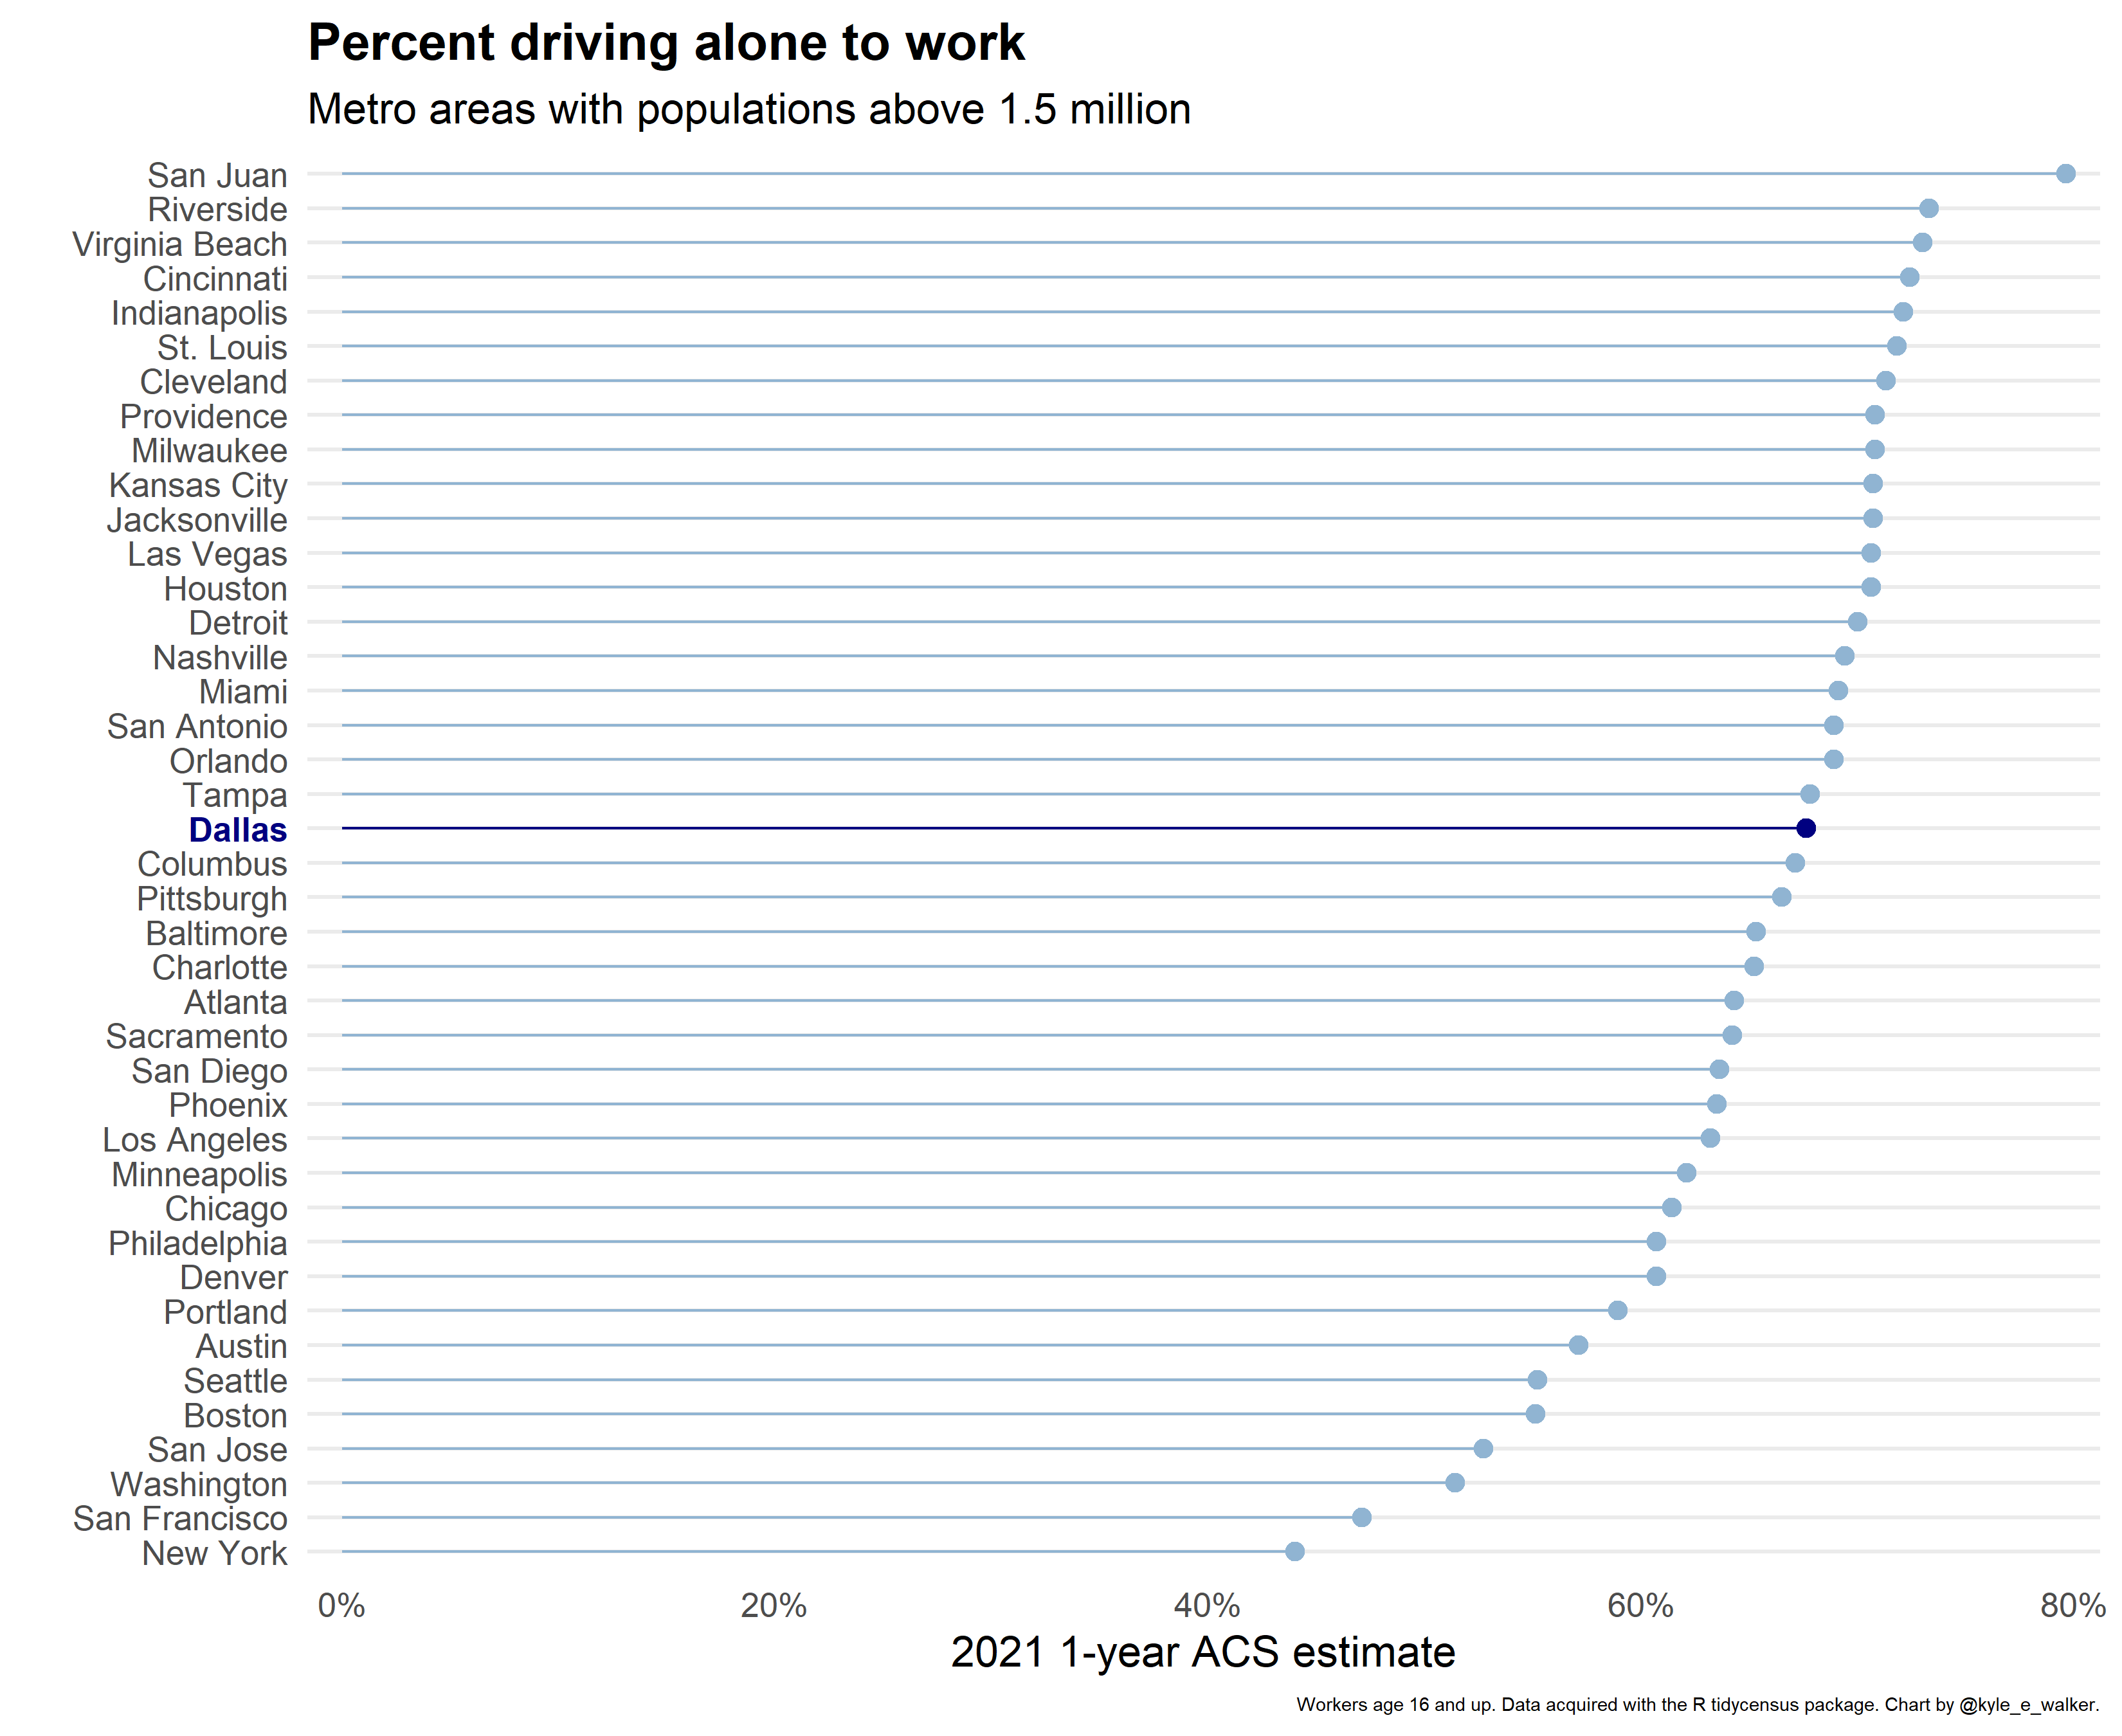 Percent driving alone to work
Metro areas with populations above 1.5 million
San Juan
Riverside
Virginia Beach
Cincinnati
Indianapolis
St. Louis
Cleveland
Providence
Milwaukee
Kansas City
Jacksonville
Las Vegas
Houston
Detroit
Nashville
Miami
San Antonio
Orlando
Tampa
Dallas
Columbus
Pittsburgh
Baltimore
Charlotte
Atlanta
Sacramento
San Diego
Phoenix
Los Angeles
Minneapolis
Chicago
Philadelphia
Denver
Portland
Austin
Seattle
Boston
San Jose
Washington
San Francisco
New York
0% 20% 40% 60% 80%
2021 1-year ACS estimate
Workers age 16 and up. Data acquired with the R tidycensus package. Chart by @kyle_e_walker.